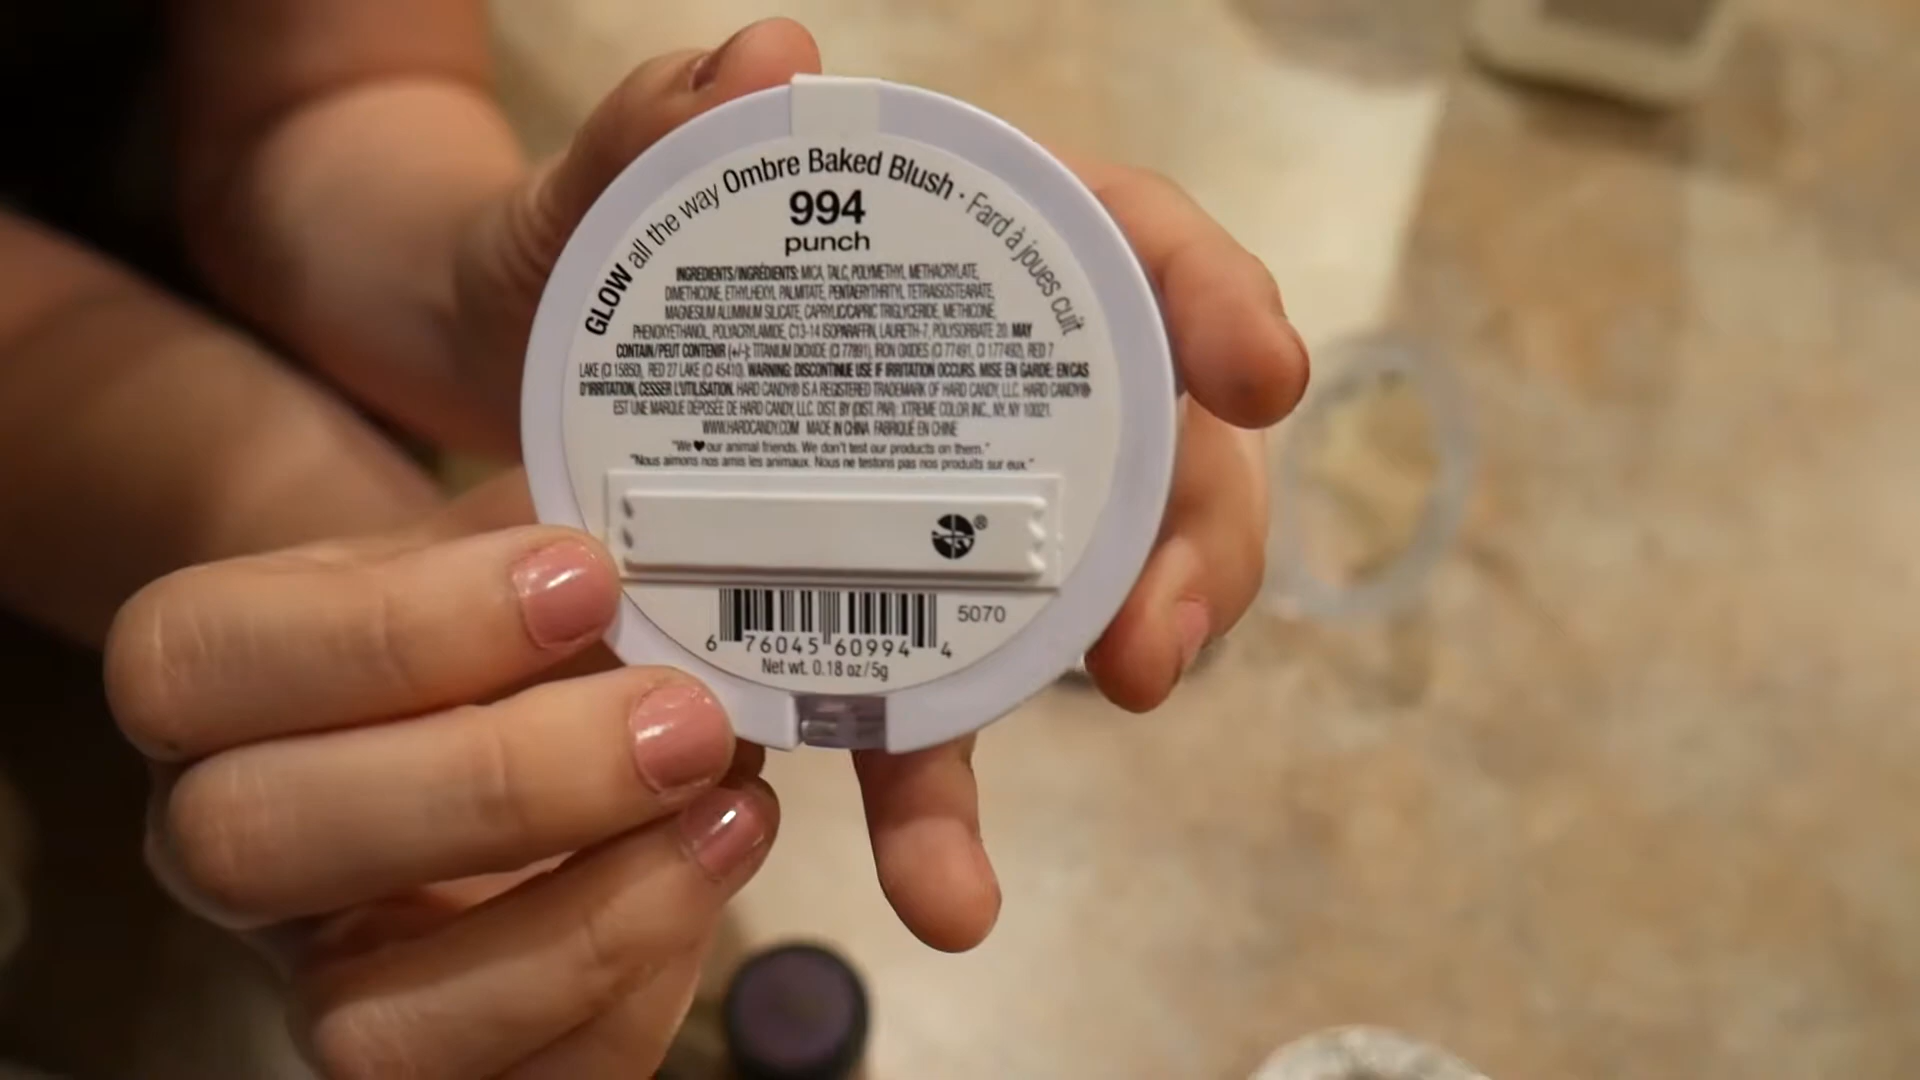 GLOW all the way Ombre Baked Blush · Fard à joues cuit
994
punch
INGREDIENTS/INGRÉDIENTS: MICA, TALC, POLYMETHYL METHACRYLATE,
DIMETHICONE, ETHYLHEXYL PALMITATE, PENTAERYTHRITYL TETRAISOSTEARATE,
MAGNESIUM ALUMINUM SILICATE, CAPRYLIC/CAPRIC TRIGLYCERIDE, METHICONE,
PHENOXYETHANOL, POLYACRYLAMIDE, C13-14 ISOPARAFFIN, LAURETH-7, POLYSORBATE 20. MAY
CONTAIN/PEUT CONTENIR (+/-): TITANIUM DIOXIDE (CI 77891), IRON OXIDES (CI 77491, CI 177492), RED 7
LAKE (CI 15850), RED 27 LAKE (CI 45410). WARNING: DISCONTINUE USE IF IRRITATION OCCURS. MISE EN GARDE: EN CAS
D'IRRITATION, CESSER L'UTILISATION. HARD CANDY® IS A REGISTERED TRADEMARK OF HARD CANDY, LLC. HARD CANDY®
EST UNE MARQUE DÉPOSÉE DE HARD CANDY, LLC. DIST. BY (DIST. PAR): XTREME COLOR INC., NY, NY 10021.
WWW.HARDCANDY.COM MADE IN CHINA FABRIQUÉ EN CHINE
"We ♥ our animal friends. We don't test our products on them."
"Nous aimons nos amis les animaux. Nous ne testons pas nos produits sur eux."
®
5070
6 76045 60994 4
Net wt. 0.18 oz/5g